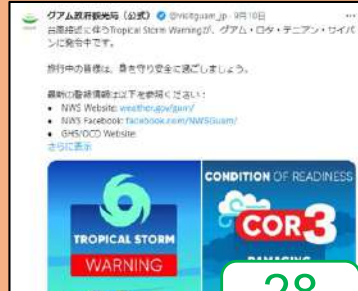 グアム政府観光局（公式） @visitguam_jp · 9月10日
台風接近に伴うTropical Storm Warningが、グアム・ロタ・テニアン・サイパ
ンに発令中です。
旅行中の皆様は、身を守り安全に過ごしましょう。
最新の警報情報は以下を参照ください：
• NWS Website: weather.gov/gum/
• NWS Facebook: facebook.com/NWSGuam/
• GHS/OCD Website:
さらに表示
TROPICAL STORM
WARNING
CONDITION OF READINESS
COR3
DAMAGING
28